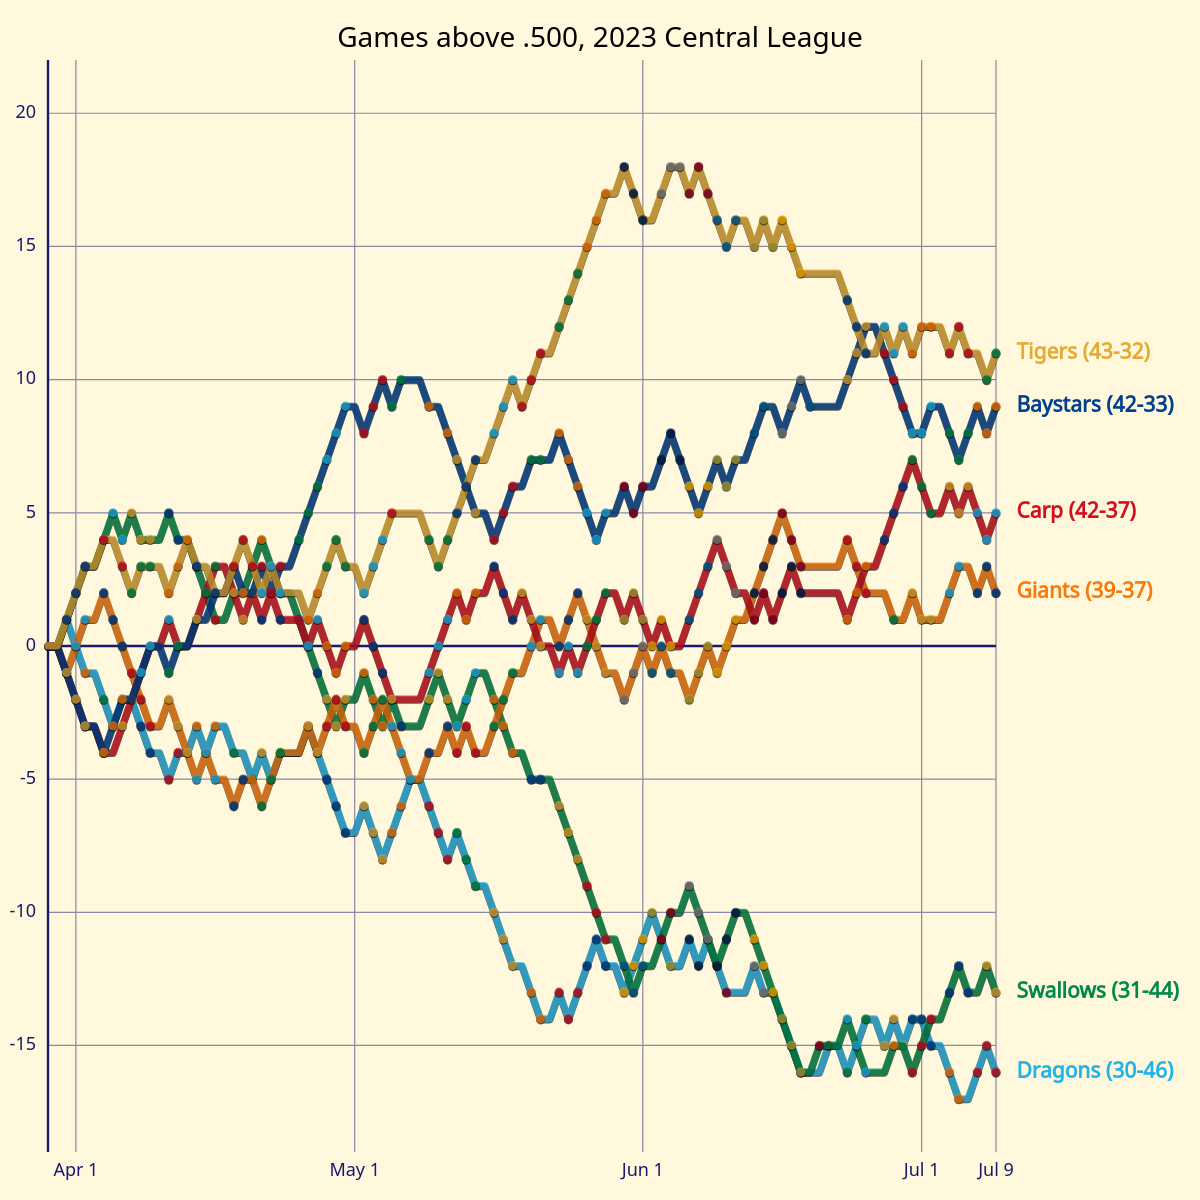 Games above .500, 2023 Central League
20
15
10
5
0
-5
-10
-15
Tigers (43-32)
Baystars (42-33)
Carp (42-37)
Giants (39-37)
Swallows (31-44)
Dragons (30-46)
Apr 1
May 1
Jun 1
Jul 1
Jul 9